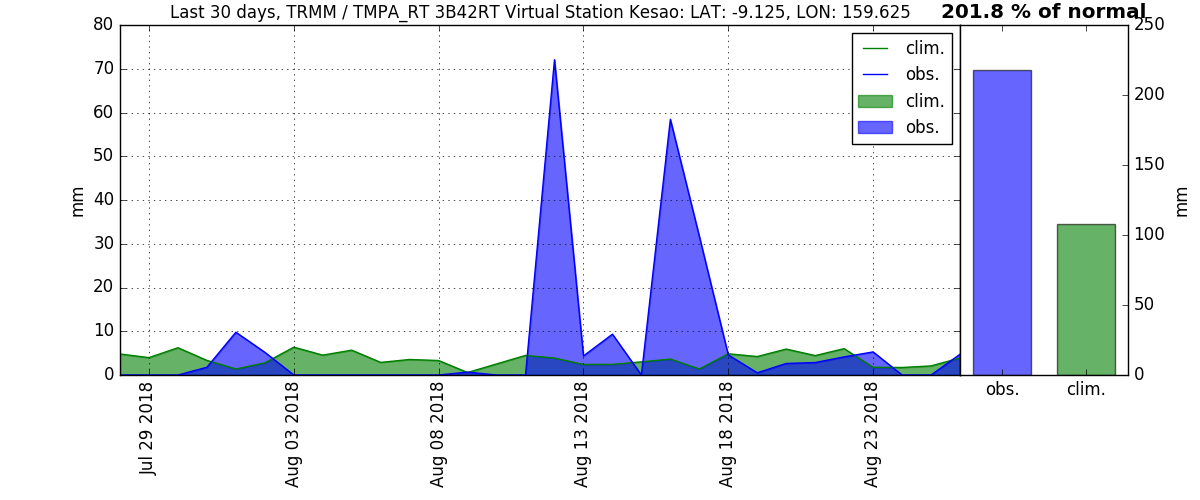 Last 30 days, TRMM / TMPA_RT 3B42RT Virtual Station Kesao: LAT: -9.125, LON: 159.625
201.8 % of normal
80
70
60
50
40
30
20
10
0
mm
clim.
obs.
clim.
obs.
250
200
150
100
50
0
mm
obs.
clim.
Jul 29 2018
Aug 03 2018
Aug 08 2018
Aug 13 2018
Aug 18 2018
Aug 23 2018